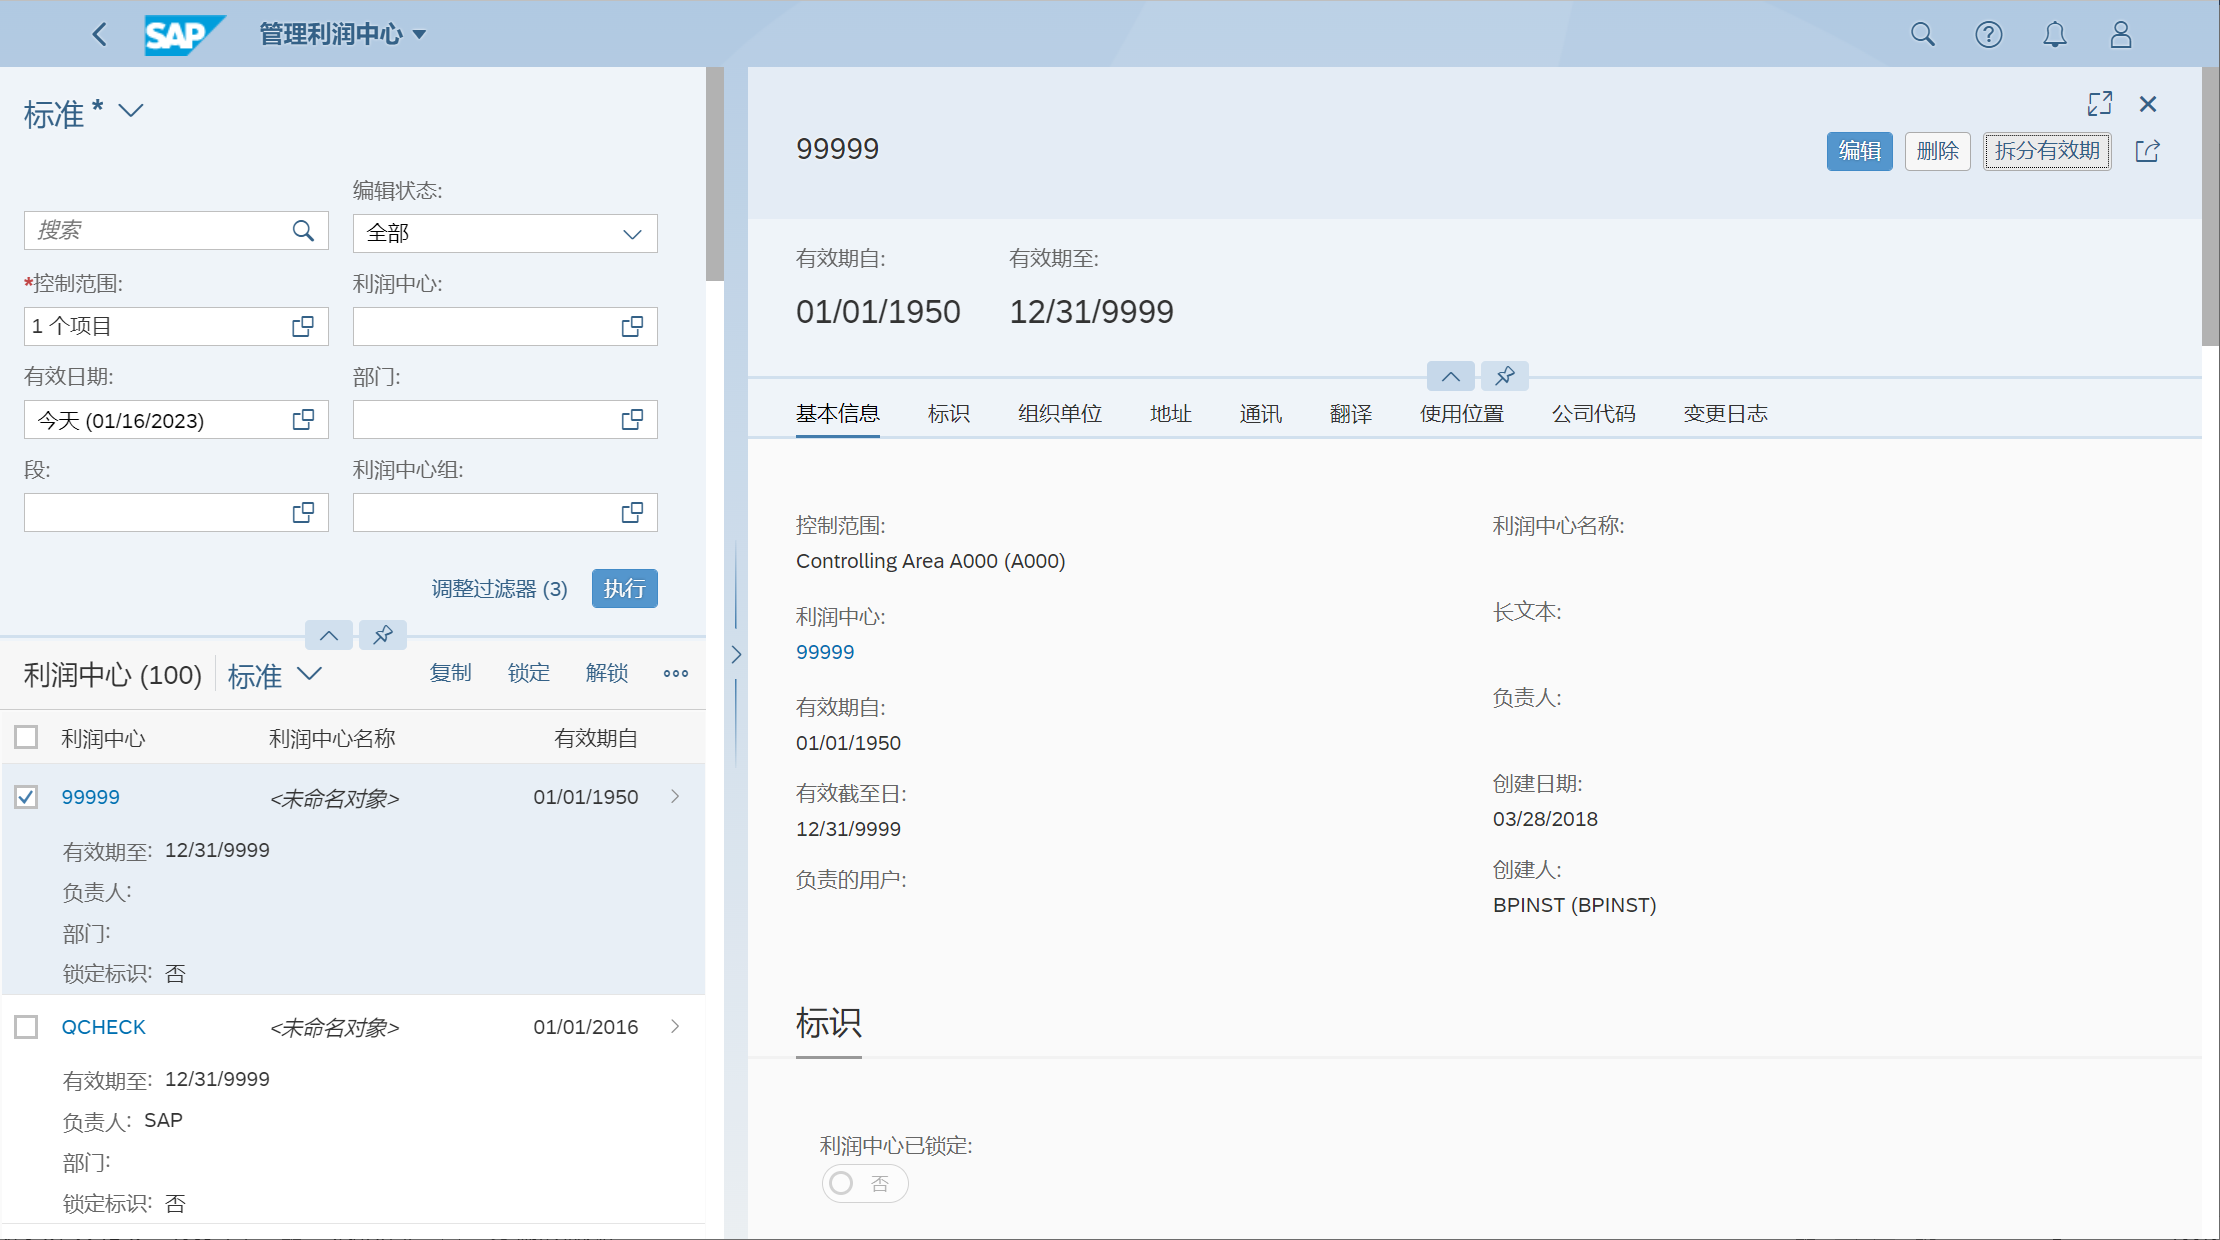 SAP 管理利润中心
标准 *
编辑状态:
搜索
全部
*控制范围:
利润中心:
1 个项目
有效日期:
部门:
今天 (01/16/2023)
段:
利润中心组:
调整过滤器 (3)
执行
利润中心 (100)
标准
复制
锁定
解锁
利润中心
利润中心名称
有效期自
99999
<未命名对象>
01/01/1950
有效期至: 12/31/9999
负责人:
部门:
锁定标识: 否
QCHECK
<未命名对象>
01/01/2016
有效期至: 12/31/9999
负责人: SAP
部门:
锁定标识: 否
99999
编辑
删除
拆分有效期
有效期自:
有效期至:
01/01/1950
12/31/9999
基本信息
标识
组织单位
地址
通讯
翻译
使用位置
公司代码
变更日志
控制范围:
Controlling Area A000 (A000)
利润中心:
99999
有效期自:
01/01/1950
有效截至日:
12/31/9999
负责的用户:
利润中心名称:
长文本:
负责人:
创建日期:
03/28/2018
创建人:
BPINST (BPINST)
标识
利润中心已锁定:
否